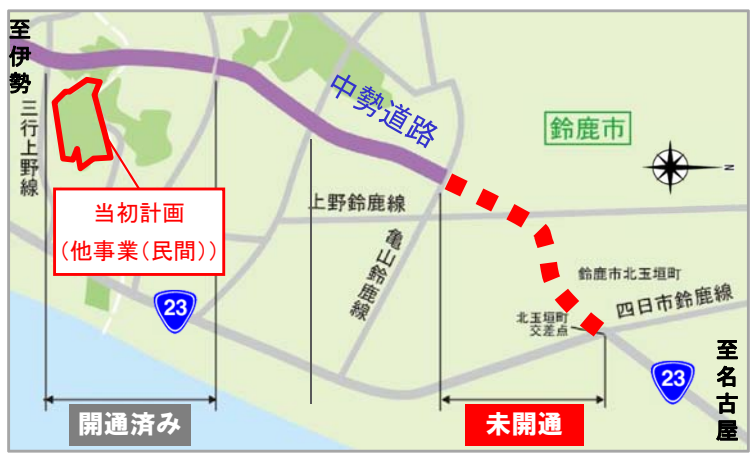 至伊勢
三行上野線
中勢道路
鈴鹿市
N
当初計画
（他事業（民間））
上野鈴鹿線
亀山鈴鹿線
鈴鹿市北玉垣町
四日市鈴鹿線
北玉垣町
交差点
23
23
至名古屋
開通済み
未開通